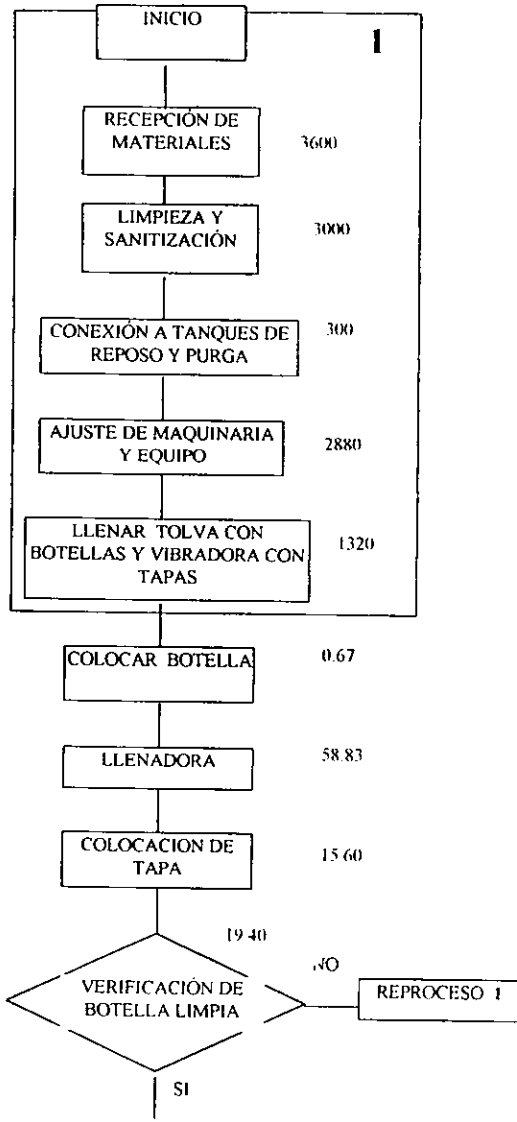 INICIO
1
RECEPCIÓN DE
MATERIALES
3600
LIMPIEZA Y
SANITIZACIÓN
3000
CONEXIÓN A TANQUES DE
REPOSO Y PURGA
300
AJUSTE DE MAQUINARIA
Y EQUIPO
2880
LLENAR TOLVA CON
BOTELLAS Y VIBRADORA CON
TAPAS
1320
COLOCAR BOTELLA
0.67
LLENADORA
58.83
COLOCACION DE
TAPA
15.60
19.40
VERIFICACIÓN DE
BOTELLA LIMPIA
NO
REPROCESO 1
SI